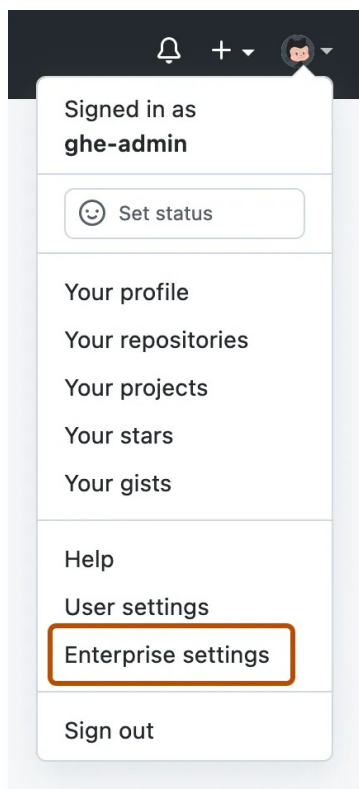 Signed in as
ghe-admin
Set status
Your profile
Your repositories
Your projects
Your stars
Your gists
Help
User settings
Enterprise settings
Sign out